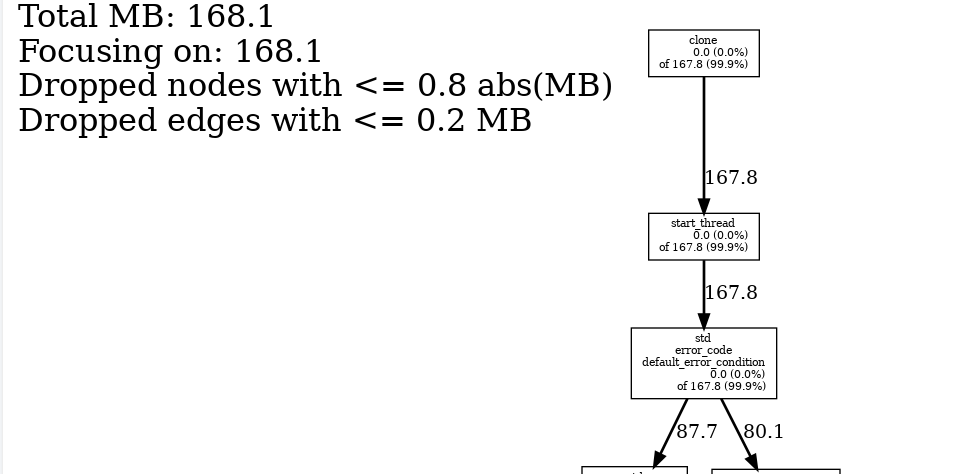 Total MB: 168.1
Focusing on: 168.1
Dropped nodes with <= 0.8 abs(MB)
Dropped edges with <= 0.2 MB
clone
0.0 (0.0%)
of 167.8 (99.9%)
167.8
start_thread
0.0 (0.0%)
of 167.8 (99.9%)
167.8
std
error_code
default_error_condition
0.0 (0.0%)
of 167.8 (99.9%)
87.7
80.1